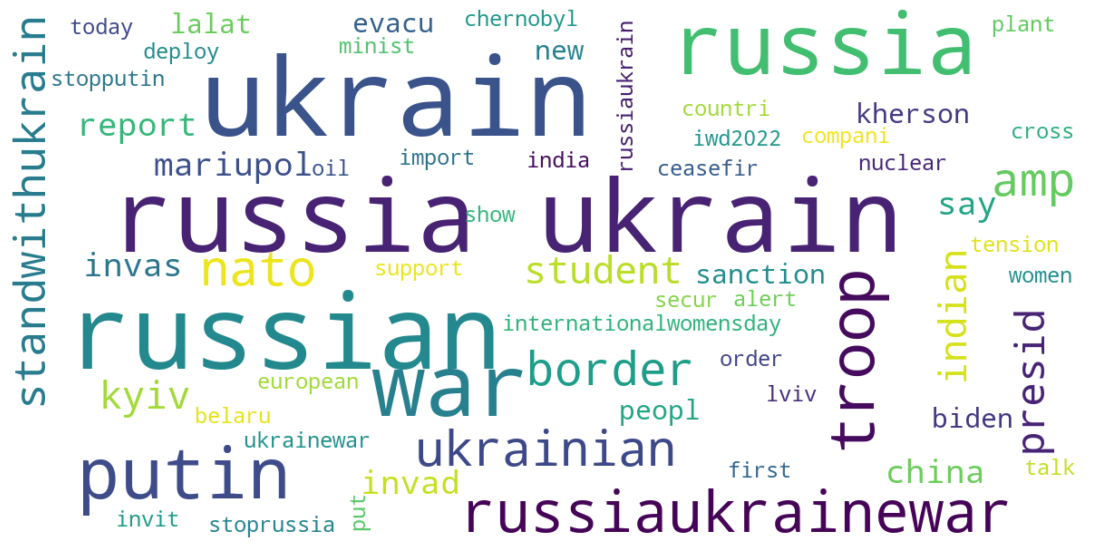 today
lalat
evacu
chernobyl
plant
deploy
minist
new
stopputin
ukrain
russia
russiaukrain
standwithukrain
report
countri
kherson
iwd2022
compani
cross
mariupol
oil
import
india
ceasefir
nuclear
amp
russia ukrain
show
say
invas
nato
support
student
sanction
tension
women
secur
alert
indian
troop
internationalwomensday
russian
war
border
order
presid
kyiv
european
lviv
belaru
peopl
biden
ukrainewar
ukrainian
putin
invad
first
china
talk
invit
stoprussia
put
russiaukrainewar